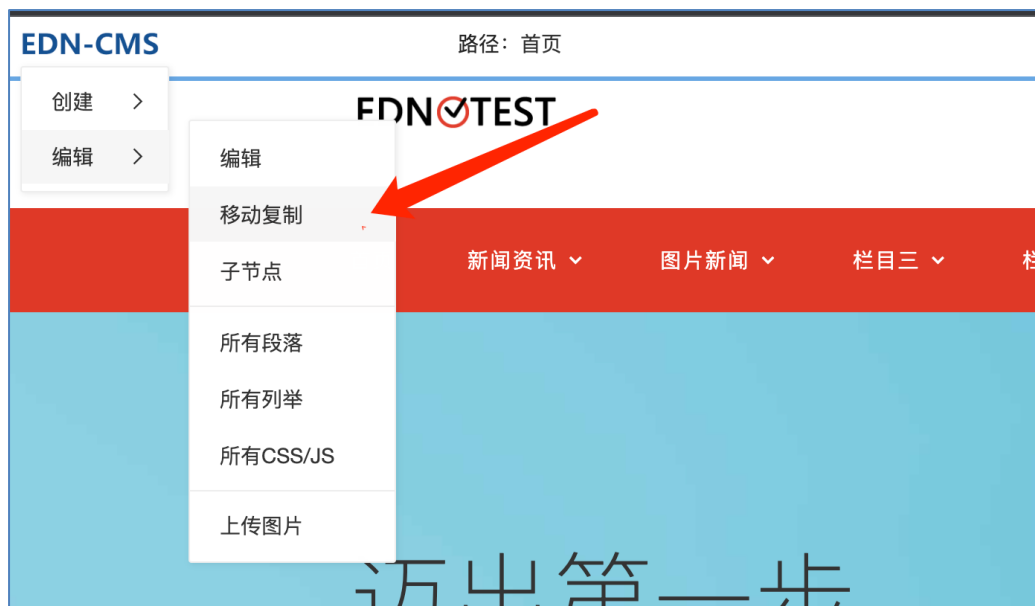 EDN-CMS
路径：首页
创建
编辑
EDN TEST
编辑
移动复制
子节点
新闻资讯
图片新闻
栏目三
所有段落
所有列举
所有CSS/JS
上传图片
迈出第一步